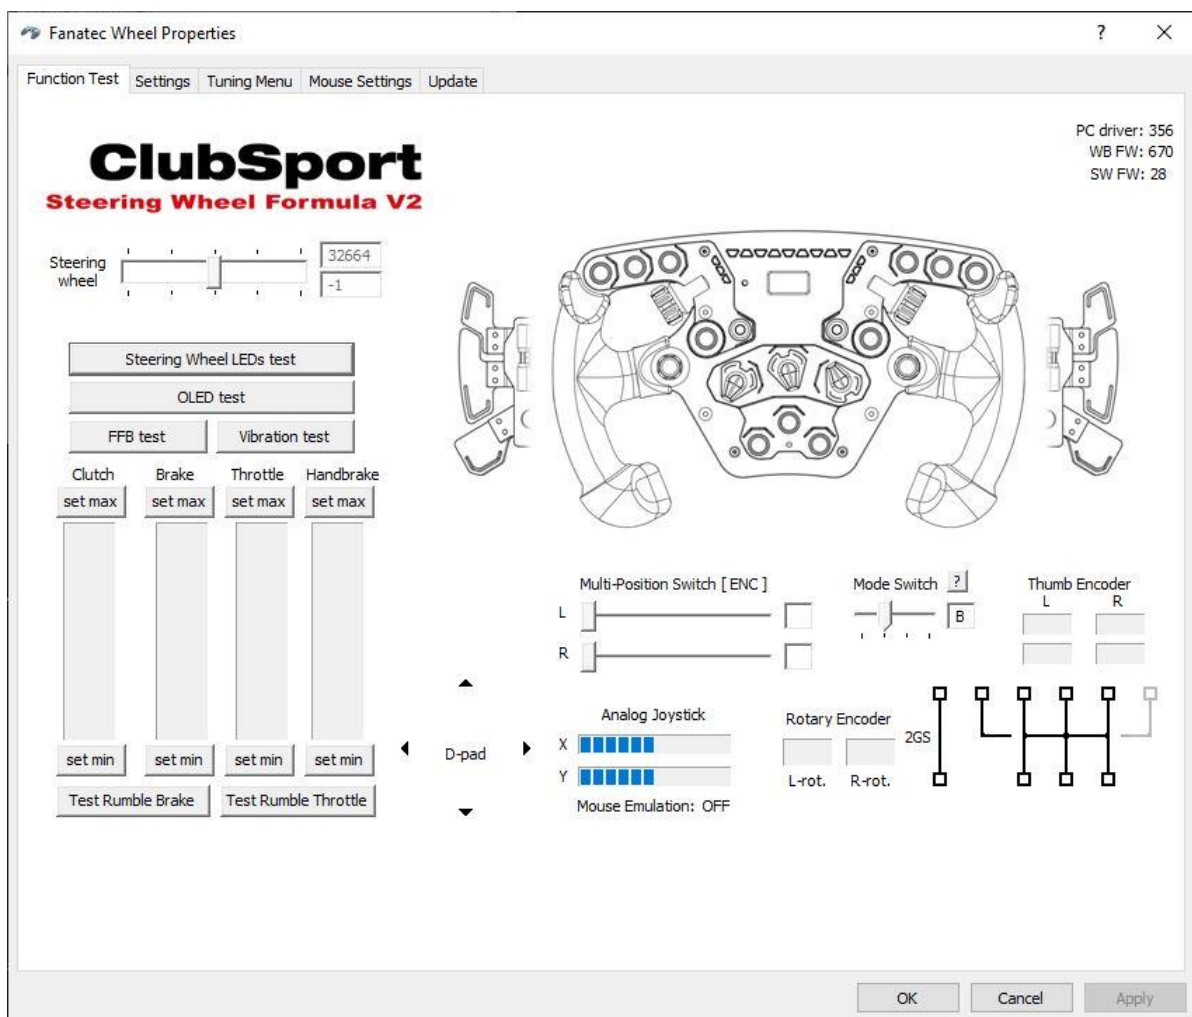 Fanatec Wheel Properties
?
Function Test Settings Tuning Menu Mouse Settings Update
PC driver: 356
WB FW: 670
SW FW: 28
ClubSport
Steering Wheel Formula V2
Steering
wheel
32664
-1
Steering Wheel LEDs test
OLED test
FFB test Vibration test
Clutch Brake Throttle Handbrake
set max set max set max set max
set min set min set min set min
Test Rumble Brake Test Rumble Throttle
D-pad
Multi-Position Switch [ ENC ]
L
R
Mode Switch ?
B
Thumb Encoder
L R
Analog Joystick
X
Y
Mouse Emulation: OFF
Rotary Encoder
L-rot. R-rot.
2GS
OK Cancel Apply